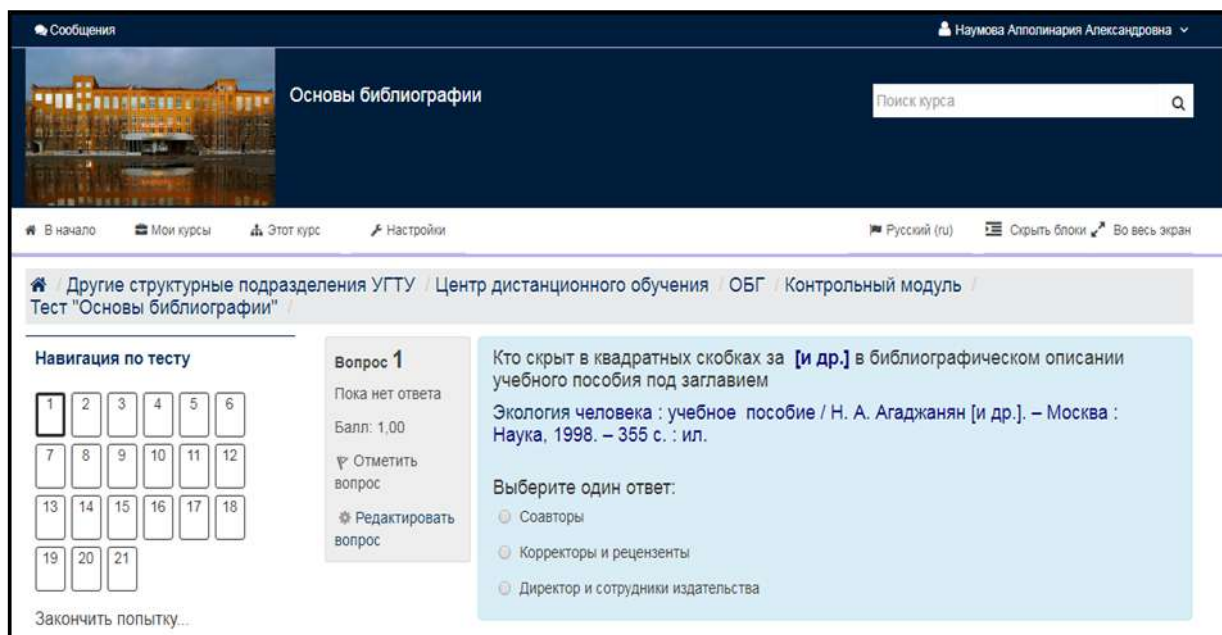 Сообщения
Наумова Апполинария Александровна
Основы библиографии
Поиск курса
В начало
Мои курсы
Этот курс
Настройки
Русский (ru)
Скрыть блоки
Во весь экран
/ Другие структурные подразделения УГТУ / Центр дистанционного обучения / ОБГ / Контрольный модуль /
Тест "Основы библиографии" /
Навигация по тесту
1 2 3 4 5 6
7 8 9 10 11 12
13 14 15 16 17 18
19 20 21
Закончить попытку...
Вопрос 1
Пока нет ответа
Балл: 1,00
Отметить
вопрос
Редактировать
вопрос
Кто скрыт в квадратных скобках за [и др.] в библиографическом описании
учебного пособия под заглавием
Экология человека : учебное пособие / Н. А. Агаджанян [и др.]. – Москва :
Наука, 1998. – 355 с. : ил.
Выберите один ответ:
Соавторы
Корректоры и рецензенты
Директор и сотрудники издательства